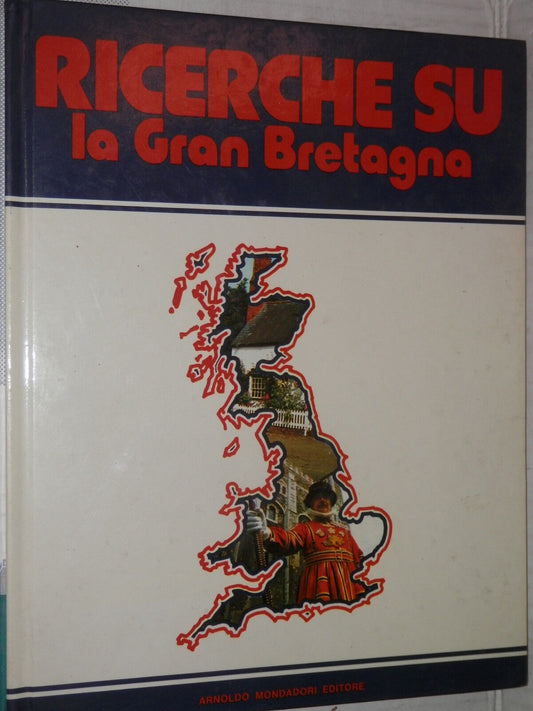 RICERCHE SU
la Gran Bretagna
ARNOLDO MONDADORI EDITORE